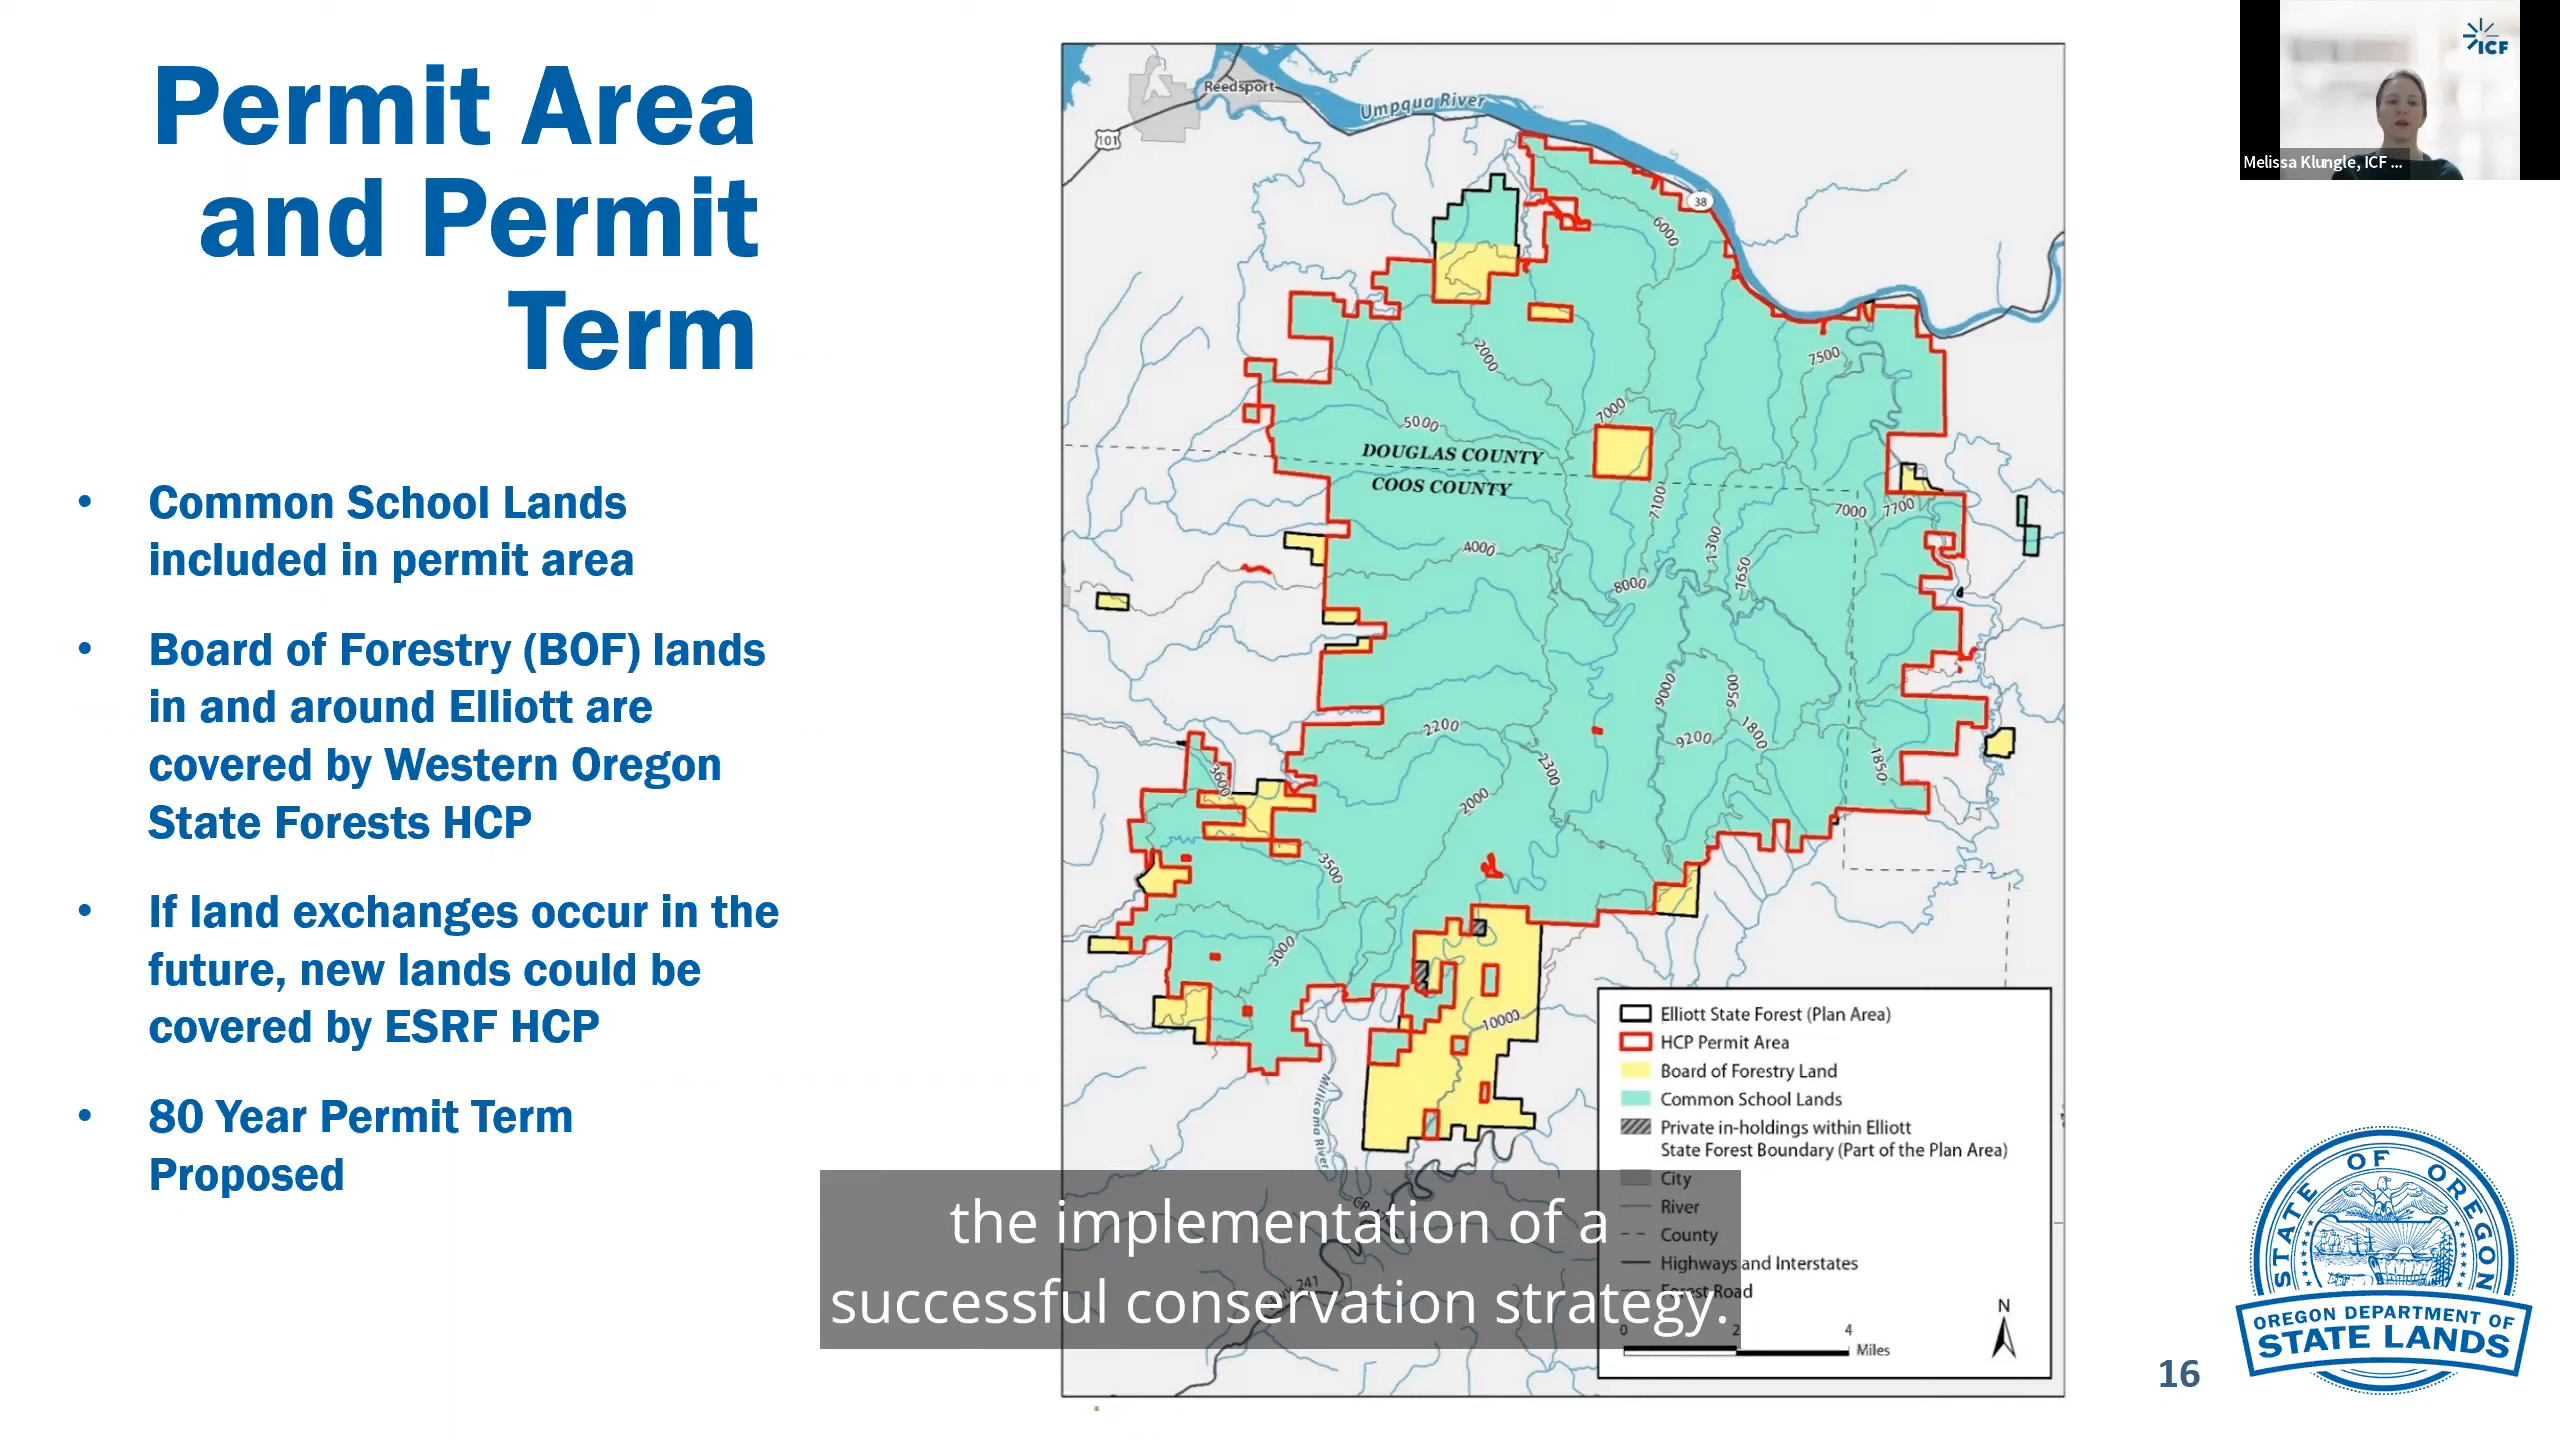 Permit Area
and Permit
Term
• Common School Lands
included in permit area
• Board of Forestry (BOF) lands
in and around Elliott are
covered by Western Oregon
State Forests HCP
• If land exchanges occur in the
future, new lands could be
covered by ESRF HCP
• 80 Year Permit Term
Proposed
Reedsport
Umpqua River
101
38
6000
2000
7500
7000
5000
DOUGLAS COUNTY
COOS COUNTY
7100
7000
7700
4000
1300
7650
8000
9000
9500
2200
9200
1800
2300
1850
3600
2000
3500
3000
10000
Millicoma River
241
Elliott State Forest (Plan Area)
HCP Permit Area
Board of Forestry Land
Common School Lands
Private in-holdings within Elliott
State Forest Boundary (Part of the Plan Area)
City
River
County
Highways and Interstates
Forest Road
0 2 4
Miles
N
the implementation of a
successful conservation strategy.
ICF
Melissa Klungle, ICF ...
STATE OF OREGON
OREGON DEPARTMENT OF
STATE LANDS
16